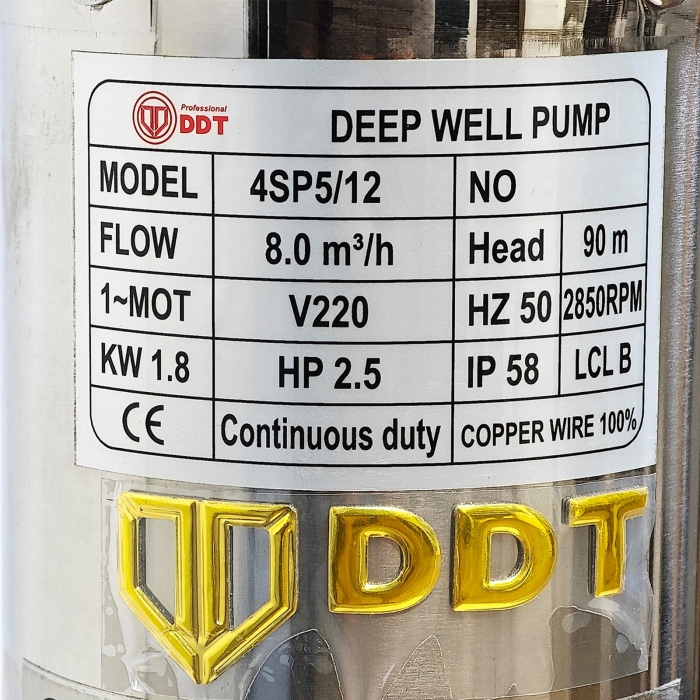 Professional
DDT
DEEP WELL PUMP
MODEL 4SP5/12 NO
FLOW 8.0 m³/h Head 90 m
1~MOT V220 HZ 50 2850RPM
KW 1.8 HP 2.5 IP 58 LCL B
CE Continuous duty COPPER WIRE 100%
DDT